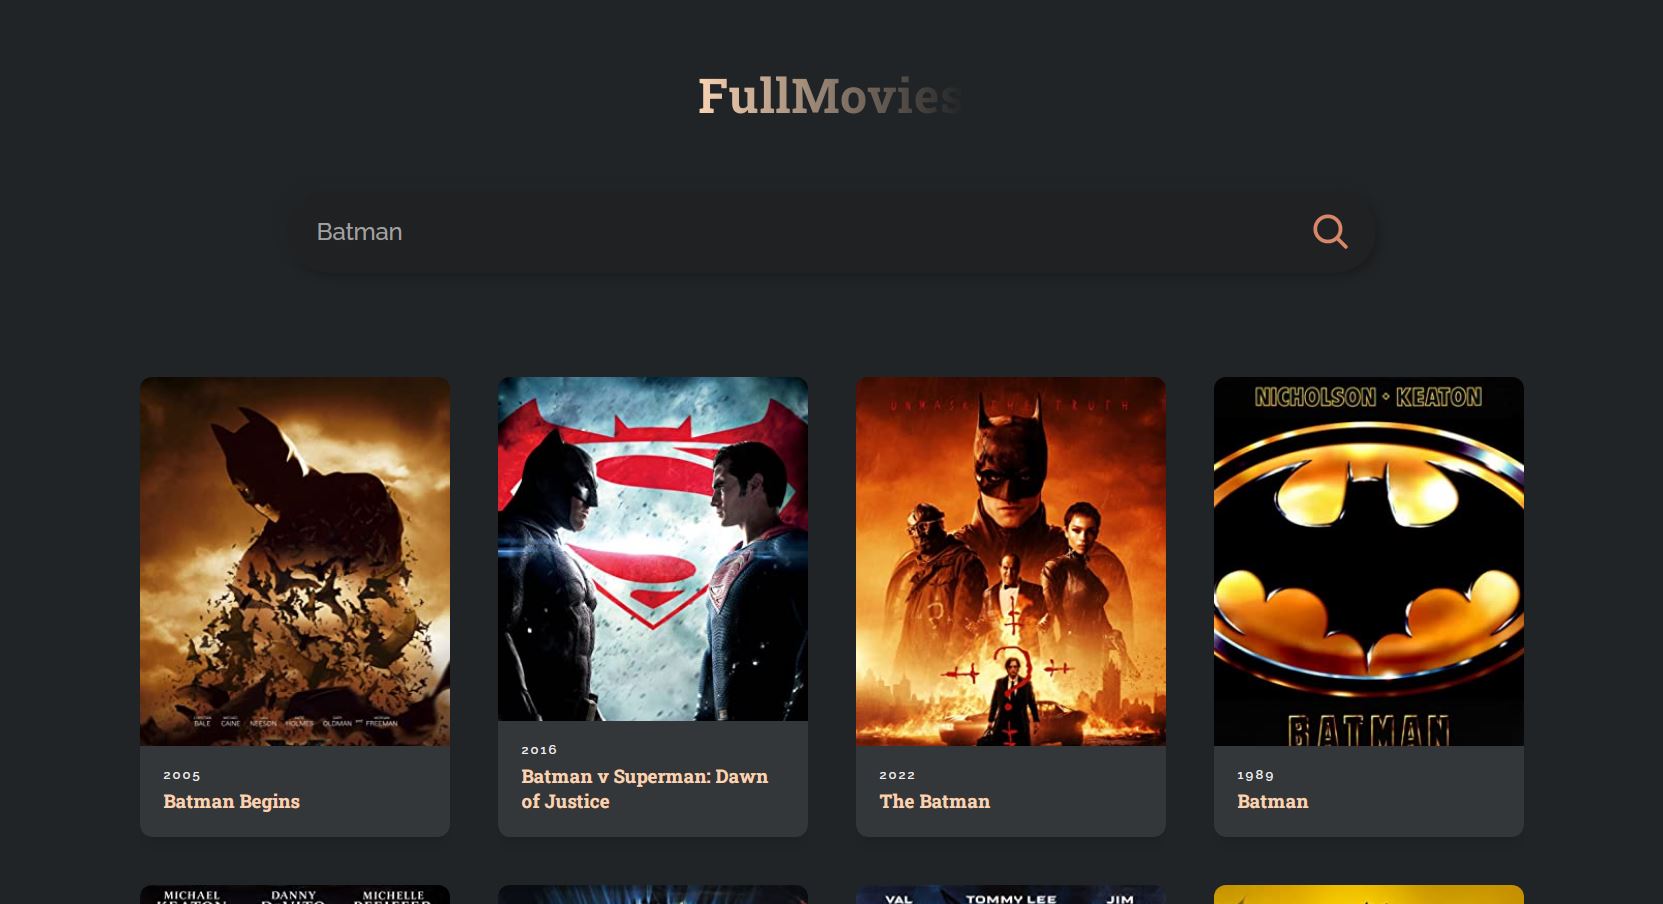 FullMovies
Batman
UNMASK THE TRUTH
NICHOLSON • KEATON
BATMAN
CHRISTIAN BALE MICHAEL CAINE LIAM NEESON KATIE HOLMES GARY OLDMAN and MORGAN FREEMAN
2005
Batman Begins
2016
Batman v Superman: Dawn
of Justice
2022
The Batman
1989
Batman
MICHAEL DANNY MICHELLE
KEATON DeVITO PFEIFFER
VAL TOMMY LEE JIM